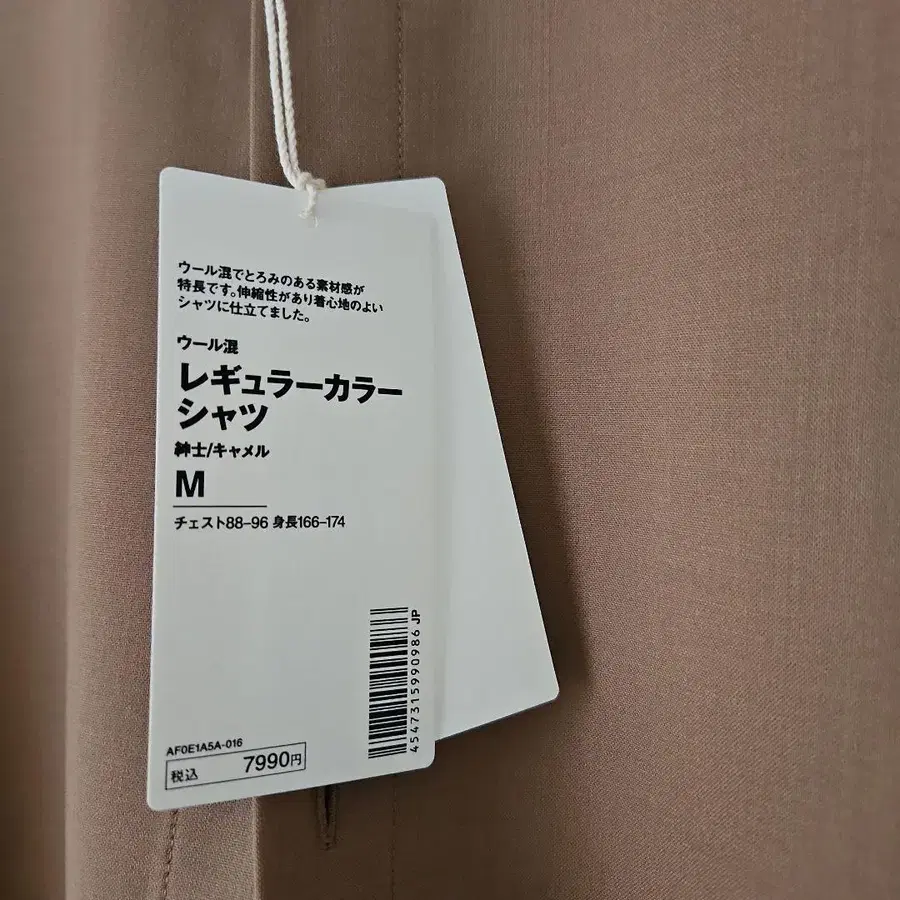 ウール混でとろみのある素材感が
特長です。伸縮性があり着心地のよい
シャツに仕立てました。
ウール混
レギュラーカラー
シャツ
紳士/キャメル
M
チェスト88-96 身長166-174
4547315990986 JP
AF0E1A5A-016
税込 7990円